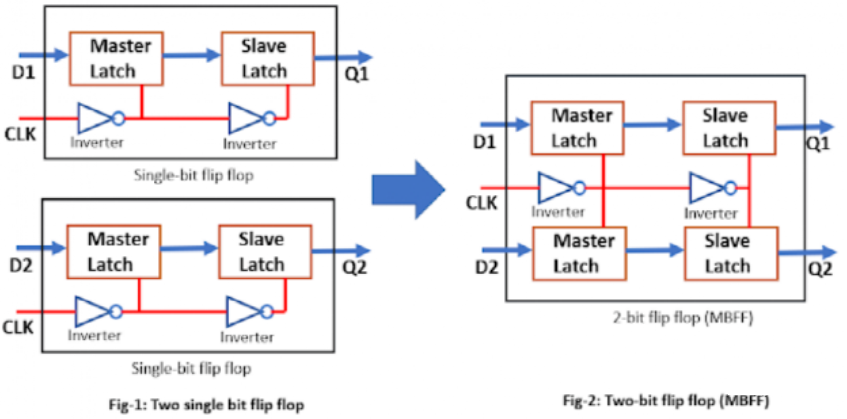 Master
Latch
Slave
Latch
D1
Q1
CLK
Inverter
Inverter
Single-bit flip flop
Master
Latch
Slave
Latch
D2
Q2
CLK
Inverter
Inverter
Single-bit flip flop
Fig-1: Two single bit flip flop
Master
Latch
Slave
Latch
D1
Q1
CLK
Inverter
Inverter
Master
Latch
Slave
Latch
D2
Q2
2-bit flip flop (MBFF)
Fig-2: Two-bit flip flop (MBFF)